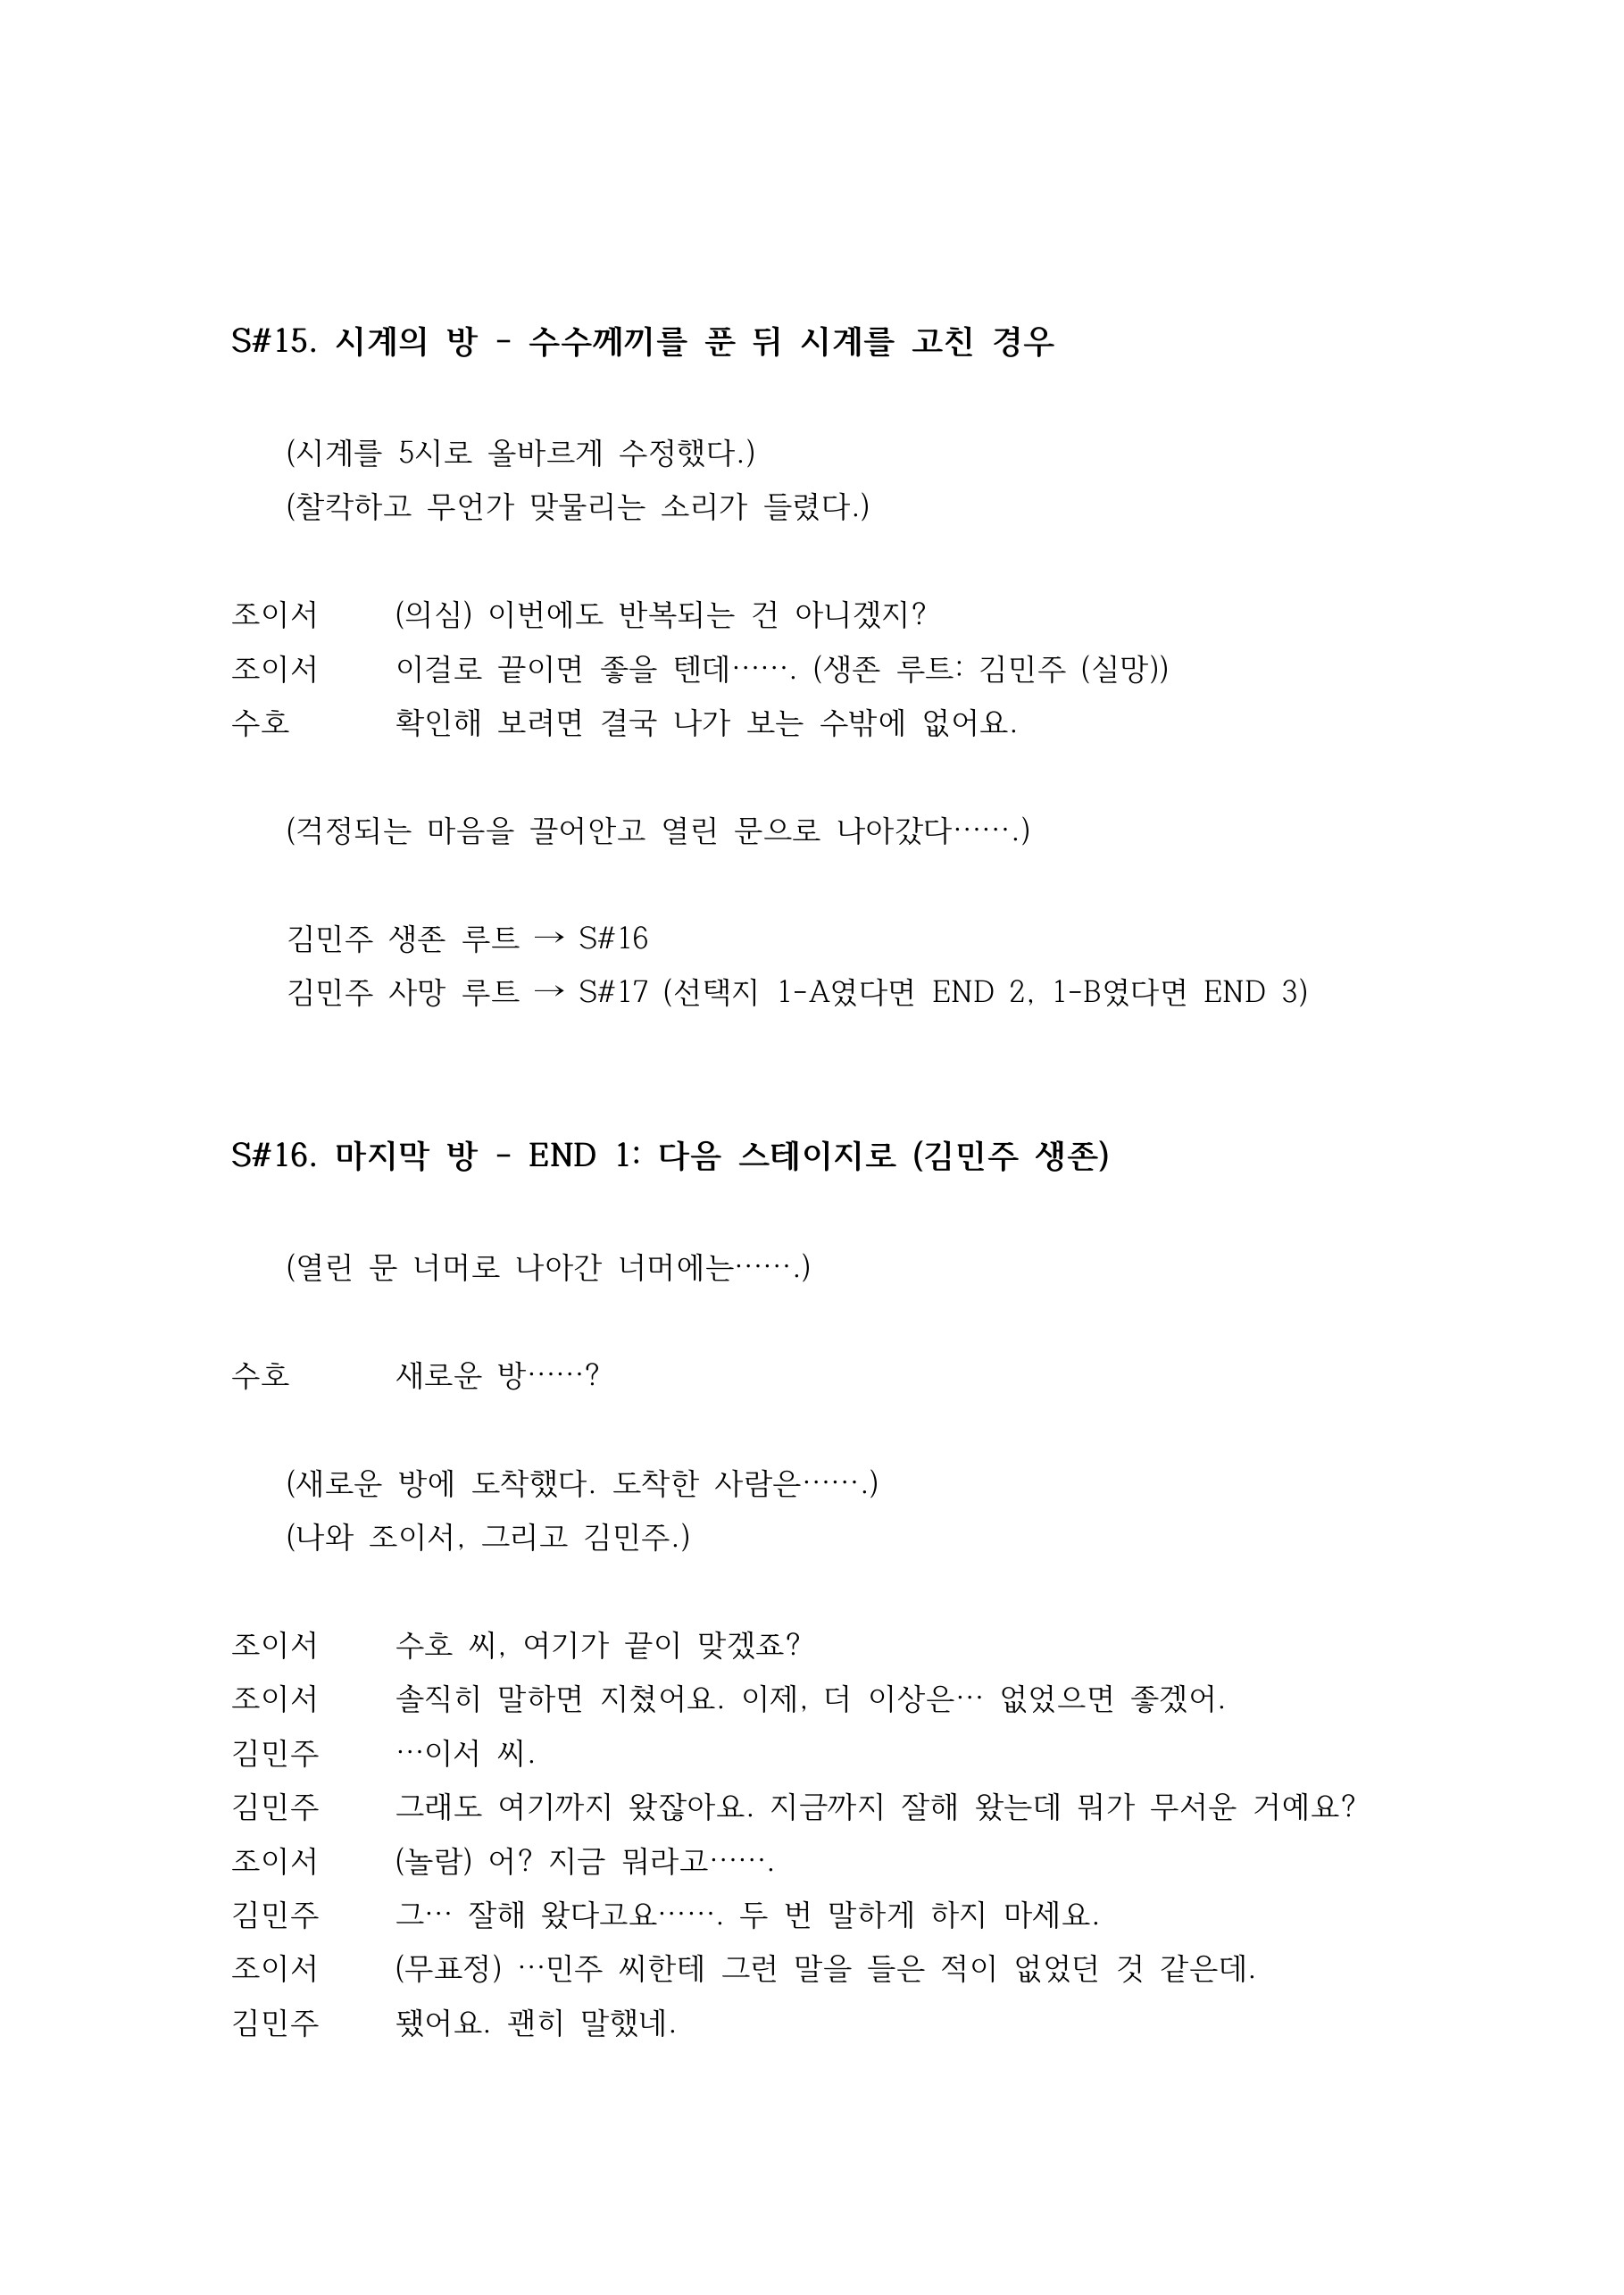 S#15. 시계의 방 - 수수께끼를 푼 뒤 시계를 고친 경우
(시계를 5시로 올바르게 수정했다.)
(찰칵하고 무언가 맞물리는 소리가 들렸다.)
조이서 (의심) 이번에도 반복되는 건 아니겠지?
조이서 이걸로 끝이면 좋을 텐데……. (생존 루트: 김민주 (실망))
수호 확인해 보려면 결국 나가 보는 수밖에 없어요.
(걱정되는 마음을 끌어안고 열린 문으로 나아갔다…….)
김민주 생존 루트 → S#16
김민주 사망 루트 → S#17 (선택지 1-A였다면 END 2, 1-B였다면 END 3)
S#16. 마지막 방 - END 1: 다음 스테이지로 (김민주 생존)
(열린 문 너머로 나아간 너머에는…….)
수호 새로운 방……?
(새로운 방에 도착했다. 도착한 사람은…….)
(나와 조이서, 그리고 김민주.)
조이서 수호 씨, 여기가 끝이 맞겠죠?
조이서 솔직히 말하면 지쳤어요. 이제, 더 이상은… 없었으면 좋겠어.
김민주 …이서 씨.
김민주 그래도 여기까지 왔잖아요. 지금까지 잘해 왔는데 뭐가 무서운 거예요?
조이서 (놀람) 어? 지금 뭐라고…….
김민주 그… 잘해 왔다고요……. 두 번 말하게 하지 마세요.
조이서 (무표정) …민주 씨한테 그런 말을 들은 적이 없었던 것 같은데.
김민주 됐어요. 괜히 말했네.